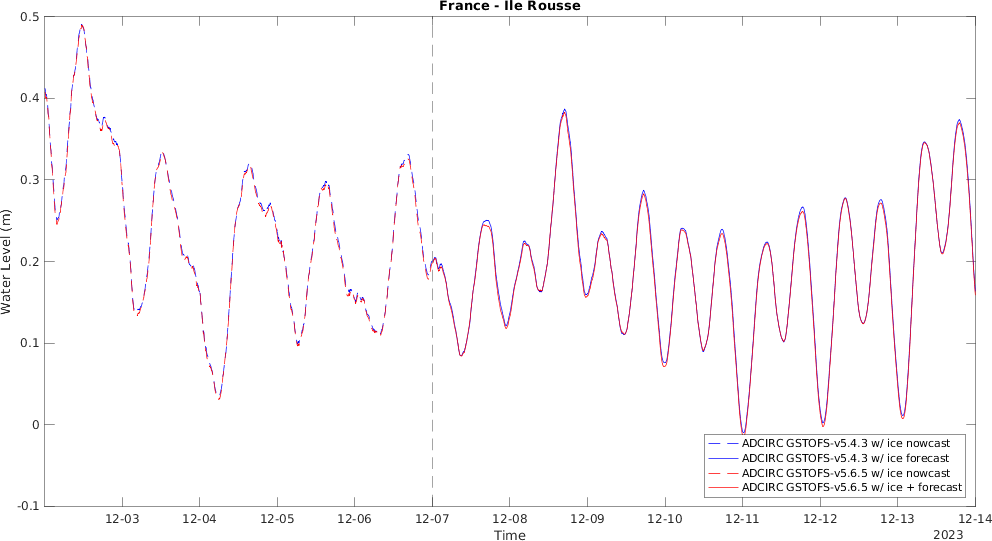 France - Ile Rousse
0.5
0.4
0.3
0.2
0.1
0
-0.1
Water Level (m)
12-03
12-04
12-05
12-06
12-07
12-08
12-09
12-10
12-11
12-12
12-13
12-14
Time
2023
ADCIRC GSTOFS-v5.4.3 w/ ice nowcast
ADCIRC GSTOFS-v5.4.3 w/ ice forecast
ADCIRC GSTOFS-v5.6.5 w/ ice nowcast
ADCIRC GSTOFS-v5.6.5 w/ ice + forecast